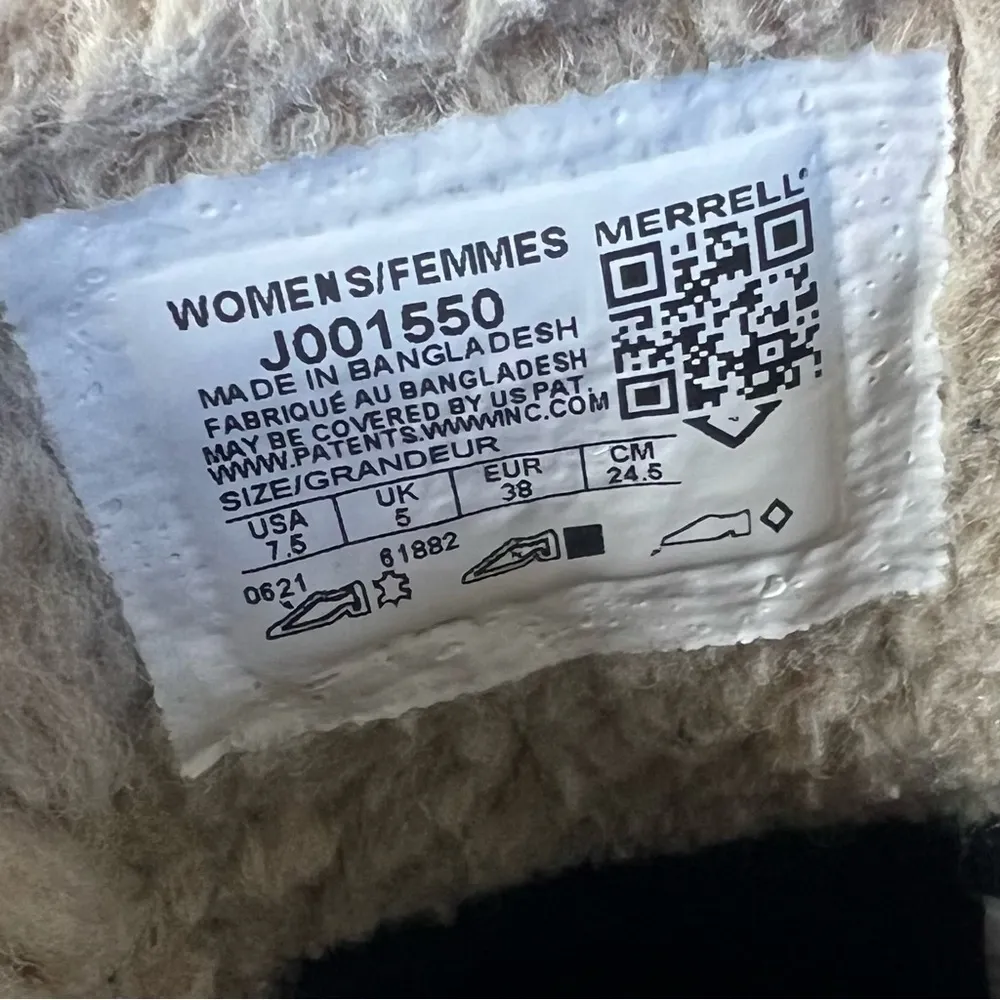 WOMENS/FEMMES
J001550
MADE IN BANGLADESH
FABRIQUÉ AU BANGLADESH
MAY BE COVERED BY US PAT.
WWW.PATENTS.WWWINC.COM
SIZE/GRANDEUR
USA UK EUR CM
7.5 5 38 24.5
0621 61882
MERRELL